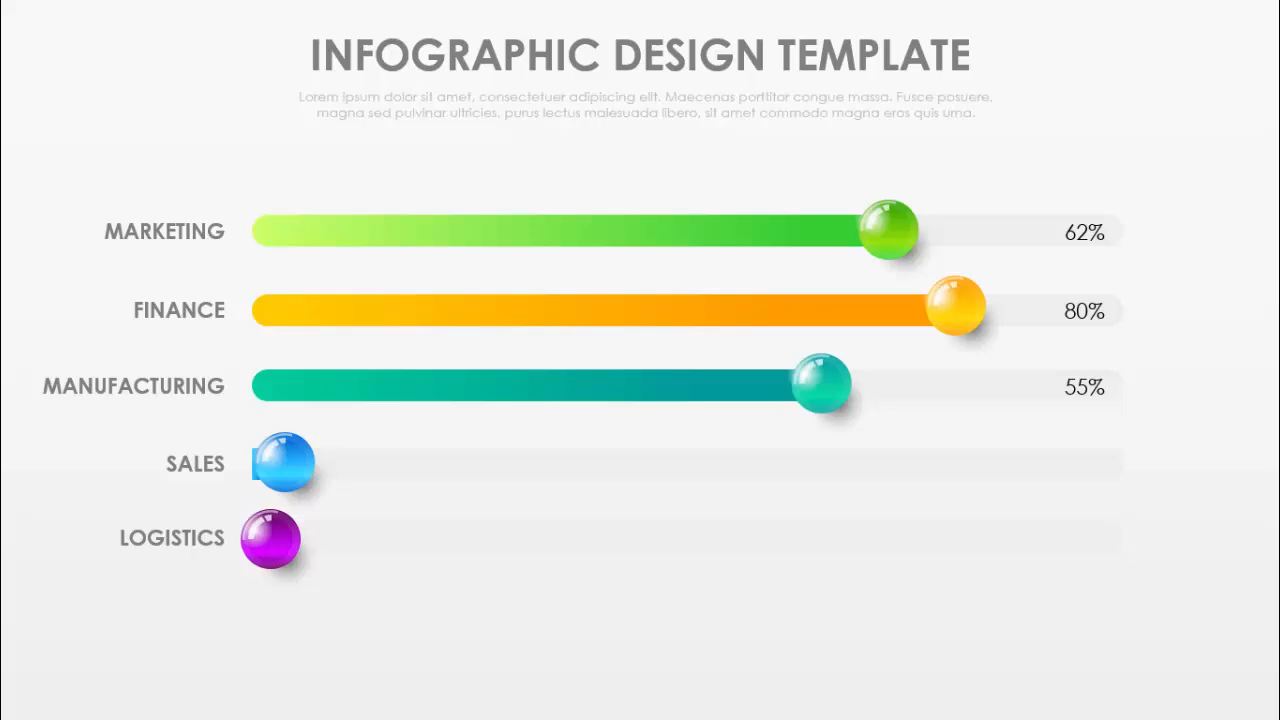 INFOGRAPHIC DESIGN TEMPLATE
Lorem ipsum dolor sit amet, consectetuer adipiscing elit. Maecenas porttitor congue massa. Fusce posuere,
magna sed pulvinar ultricies, purus lectus malesuada libero, sit amet commodo magna eros quis urna.
MARKETING 62%
FINANCE 80%
MANUFACTURING 55%
SALES
LOGISTICS